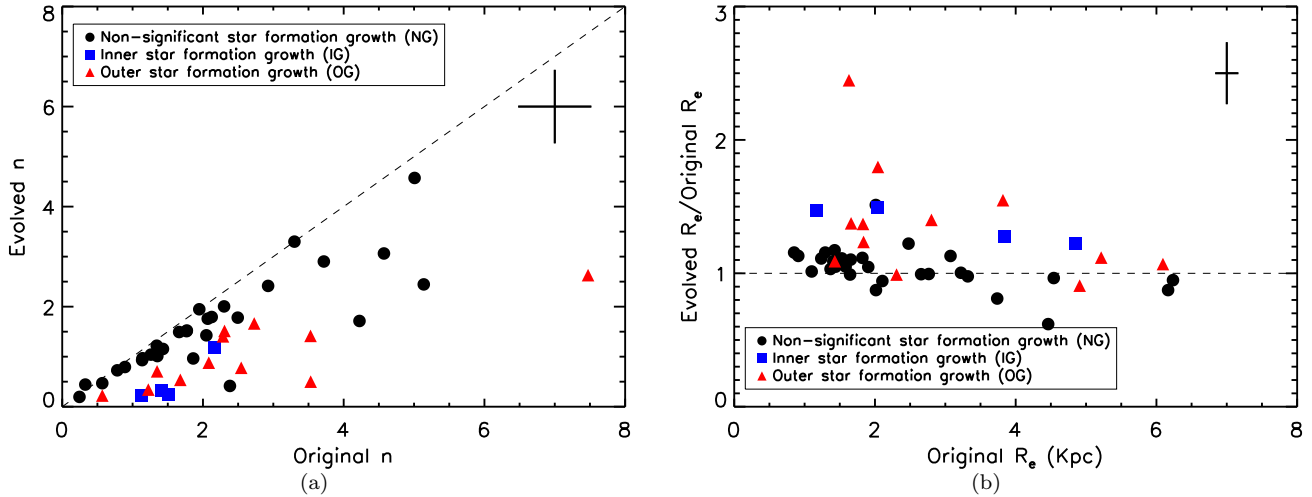 8
6
4
2
0
Evolved n
Non-significant star formation growth (NG)
Inner star formation growth (IG)
Outer star formation growth (OG)
0 2 4 6 8
Original n
(a)
3
2
1
0
Evolved Re/Original Re
Non-significant star formation growth (NG)
Inner star formation growth (IG)
Outer star formation growth (OG)
0 2 4 6 8
Original Re (Kpc)
(b)